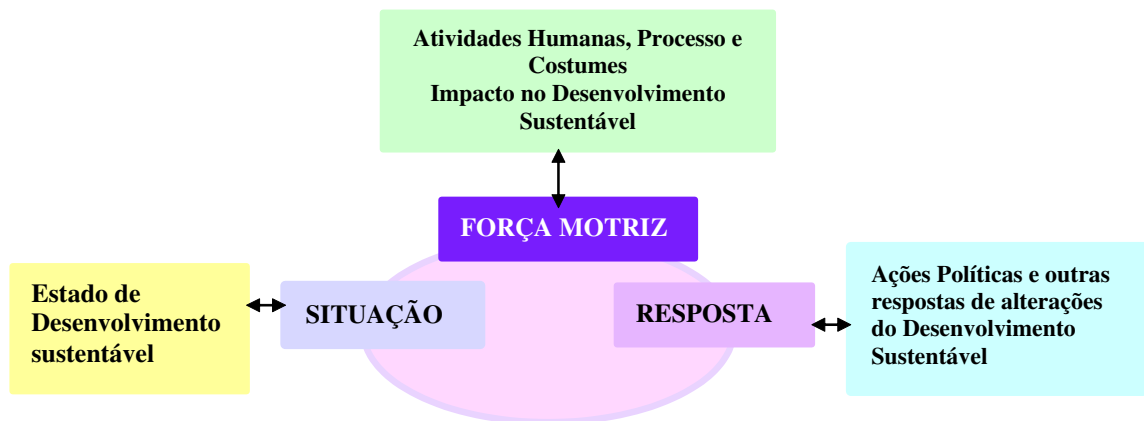 Atividades Humanas, Processo e
Costumes
Impacto no Desenvolvimento
Sustentável
FORÇA MOTRIZ
Estado de
Desenvolvimento
sustentável
SITUAÇÃO
RESPOSTA
Ações Políticas e outras
respostas de alterações
do Desenvolvimento
Sustentável